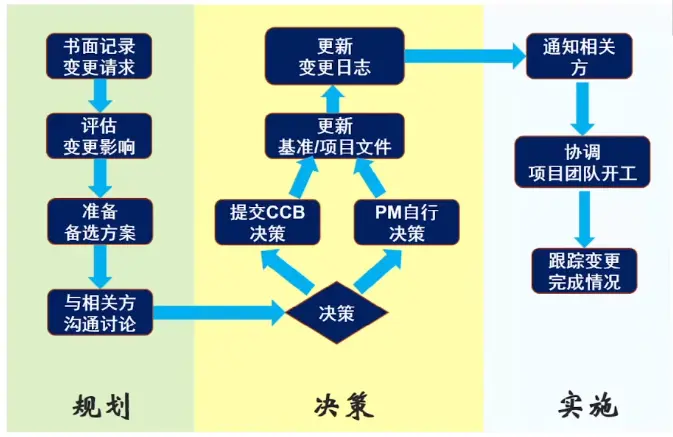 书面记录
变更请求
评估
变更影响
准备
备选方案
与相关方
沟通讨论
规划
更新
变更日志
更新
基准/项目文件
提交CCB
决策
PM自行
决策
决策
决策
通知相关
方
协调
项目团队开工
跟踪变更
完成情况
实施